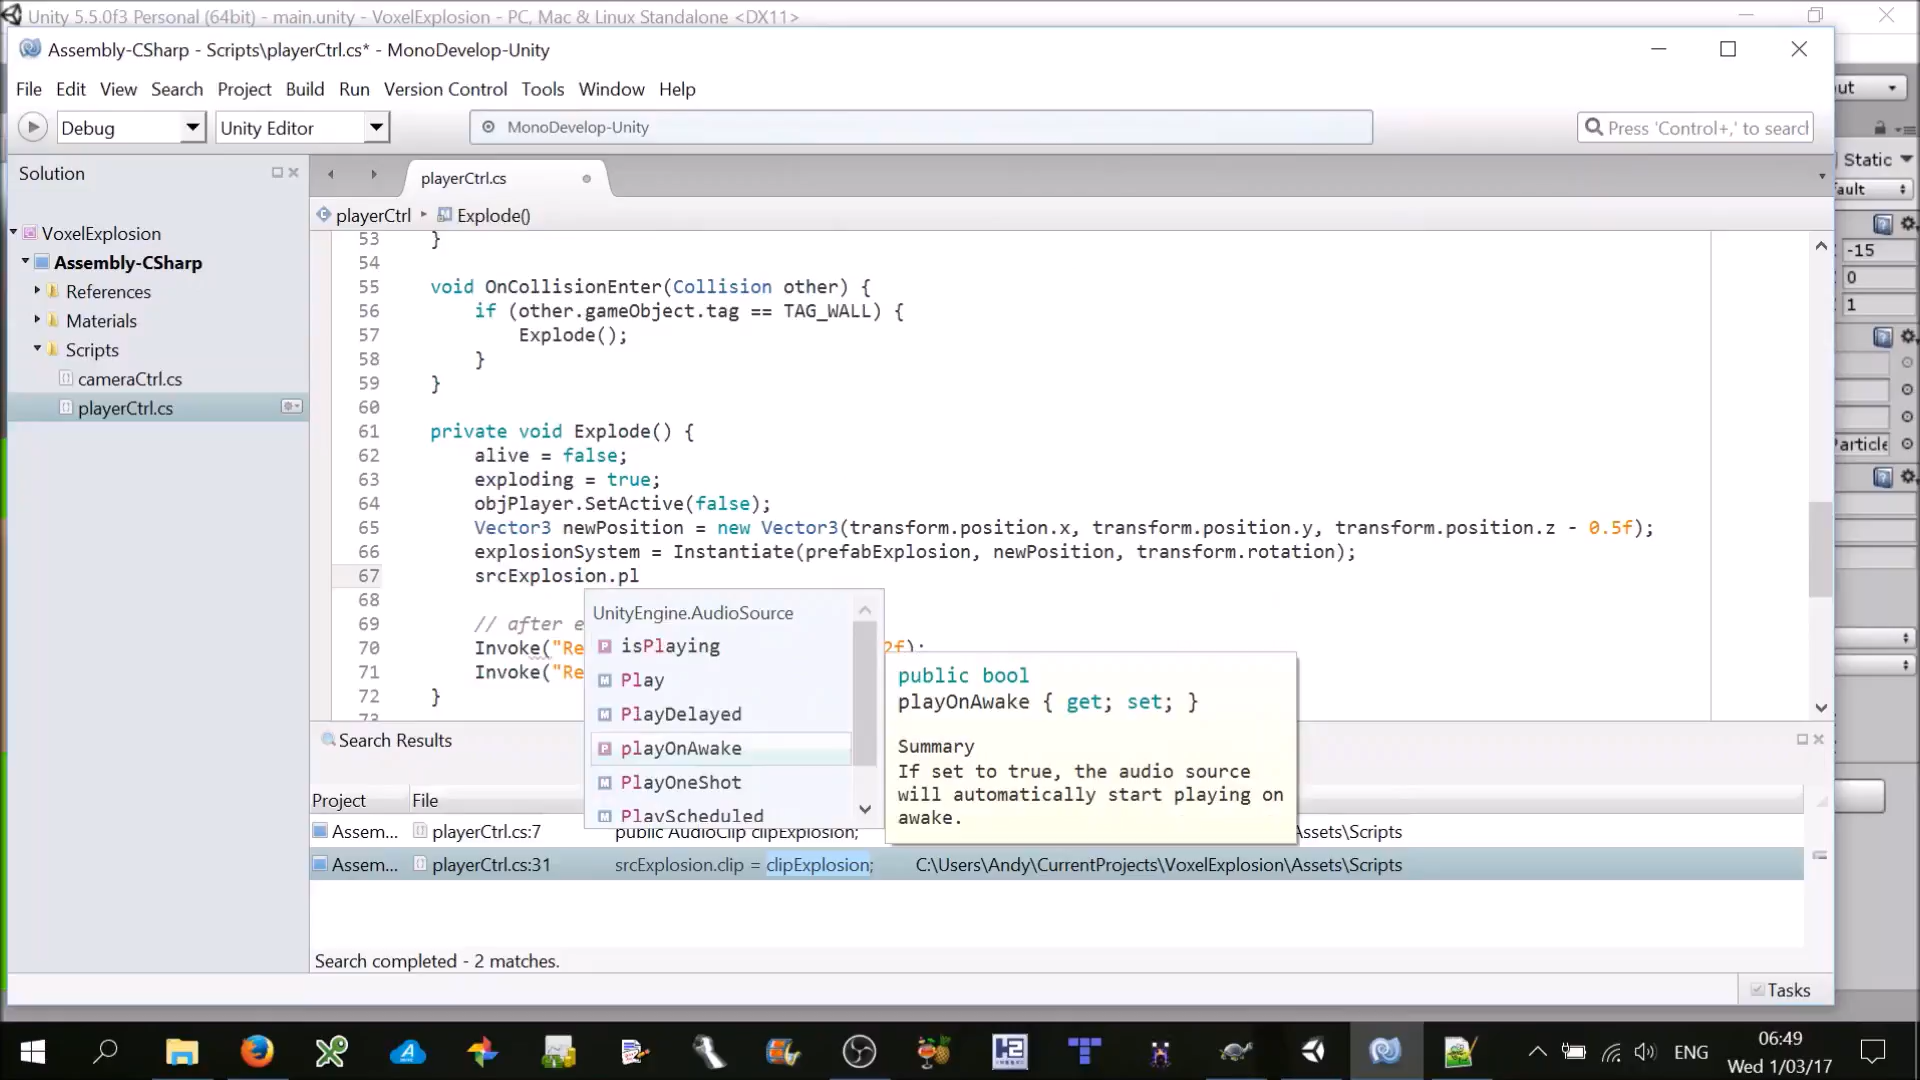 Unity 5.5.0f3 Personal (64bit) - main.unity - VoxelExplosion - PC, Mac & Linux Standalone <DX11>
Assembly-CSharp - Scripts\playerCtrl.cs* - MonoDevelop-Unity
File Edit View Search Project Build Run Version Control Tools Window Help
Debug Unity Editor MonoDevelop-Unity Press 'Control+,' to search
Solution
playerCtrl.cs
playerCtrl Explode()
VoxelExplosion
Assembly-CSharp
References
Materials
Scripts
cameraCtrl.cs
playerCtrl.cs
53 }
54
55 void OnCollisionEnter(Collision other) {
56 if (other.gameObject.tag == TAG_WALL) {
57 Explode();
58 }
59 }
60
61 private void Explode() {
62 alive = false;
63 exploding = true;
64 objPlayer.SetActive(false);
65 Vector3 newPosition = new Vector3(transform.position.x, transform.position.y, transform.position.z - 0.5f);
66 explosionSystem = Instantiate(prefabExplosion, newPosition, transform.rotation);
67 srcExplosion.pl
68
69 // after e
70 Invoke("Re 2f);
71 Invoke("Re
72 }
73
UnityEngine.AudioSource
isPlaying
Play
PlayDelayed
playOnAwake
PlayOneShot
PlayScheduled
public bool
playOnAwake { get; set; }
Summary
If set to true, the audio source
will automatically start playing on
awake.
Search Results
Project File
Assem... playerCtrl.cs:7 public AudioClip clipExplosion; Assets\Scripts
Assem... playerCtrl.cs:31 srcExplosion.clip = clipExplosion; C:\Users\Andy\CurrentProjects\VoxelExplosion\Assets\Scripts
Search completed - 2 matches.
Tasks
ut
Static
ault
-15
0
1
Particle
ENG
06:49
Wed 1/03/17